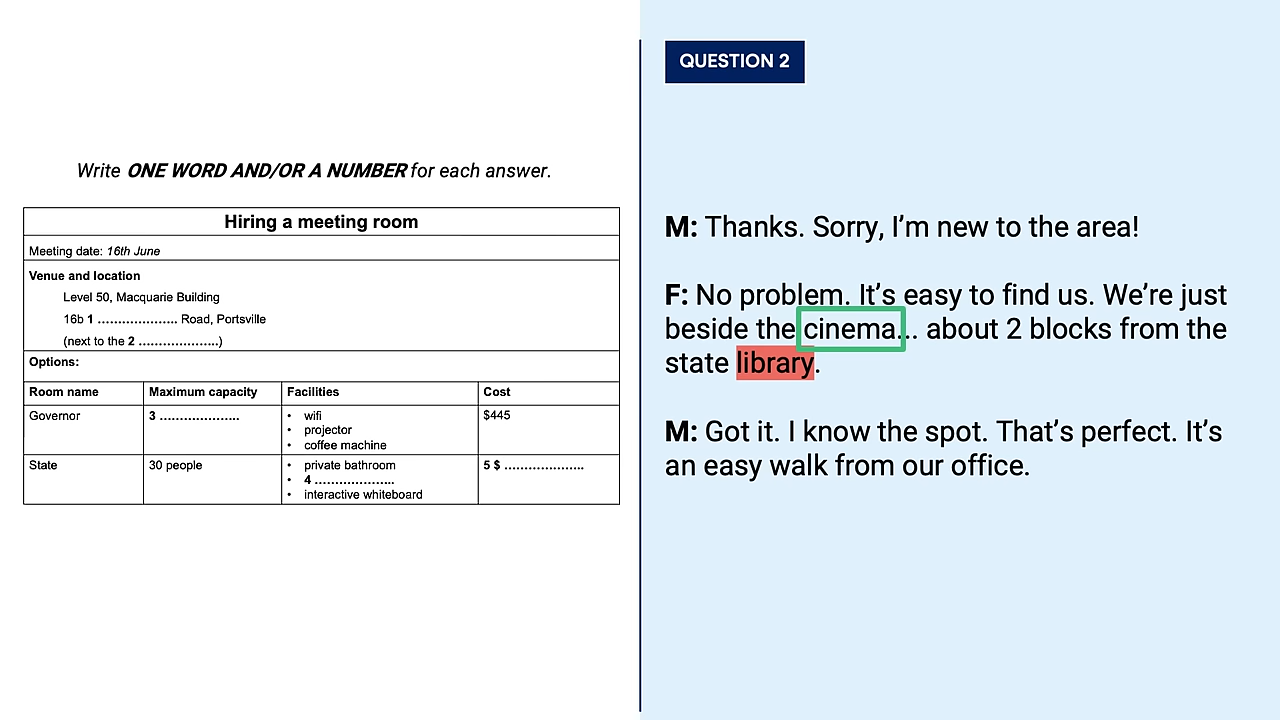 Write ONE WORD AND/OR A NUMBER for each answer.
Hiring a meeting room
Meeting date: 16th June
Venue and location
Level 50, Macquarie Building
16b 1 .................... Road, Portsville
(next to the 2 ....................)
Options:
Room name Maximum capacity Facilities Cost
Governor 3 .................... • wifi $445
• projector
• coffee machine
State 30 people • private bathroom 5 $ ....................
• 4 ....................
• interactive whiteboard
QUESTION 2
M: Thanks. Sorry, I’m new to the area!
F: No problem. It’s easy to find us. We’re just
beside the cinema... about 2 blocks from the
state library.
M: Got it. I know the spot. That’s perfect. It’s
an easy walk from our office.